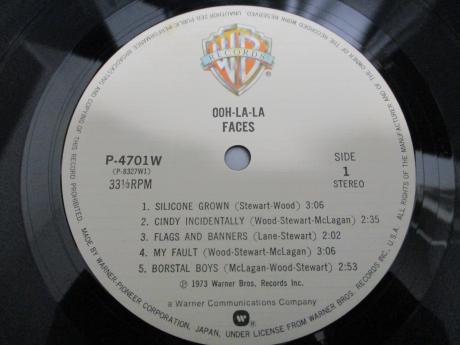 UNAUTHORIZED PUBLIC PERFORMANCE, BROADCASTING AND COPYING OF THIS RECORD PROHIBITED.
ALL RIGHTS OF THE MANUFACTURER AND OF THE OWNER OF THE RECORDED WORK RESERVED.
WB
RECORDS
®
OOH-LA-LA
FACES
P-4701W
(P-8327W1)
33⅓RPM
SIDE
1
STEREO
1. SILICONE GROWN (Stewart-Wood) 3:06
2. CINDY INCIDENTALLY (Wood-Stewart-McLagan) 2:35
3. FLAGS AND BANNERS (Lane-Stewart) 2:02
4. MY FAULT (Wood-Stewart-McLagan) 3:06
5. BORSTAL BOYS (McLagan-Wood-Stewart) 2:53
℗ 1973 Warner Bros. Records Inc.
a Warner Communications Company
W ®
MADE BY WARNER-PIONEER CORPORATION, JAPAN, UNDER LICENSE FROM WARNER BROS. RECORDS INC., U.S.A.